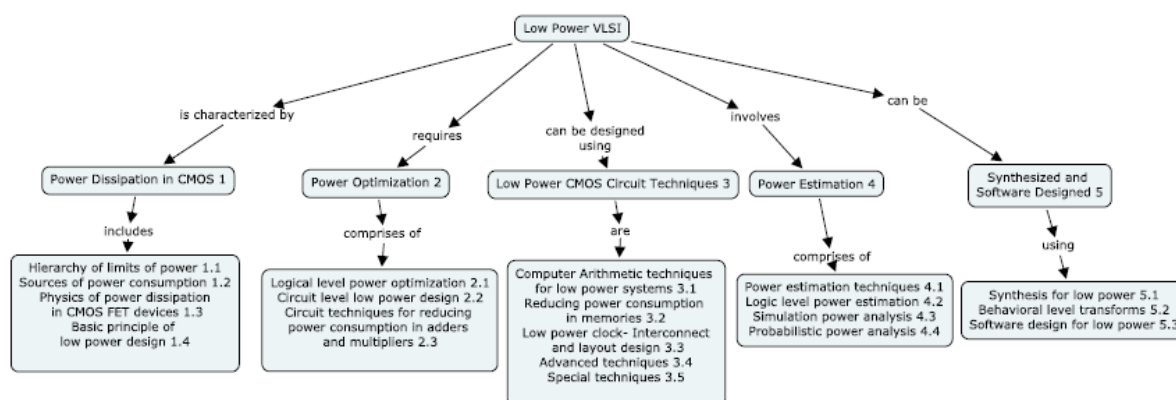 Low Power VLSI
is characterized by
requires
can be designed
using
involves
can be
Power Dissipation in CMOS 1
Power Optimization 2
Low Power CMOS Circuit Techniques 3
Power Estimation 4
Synthesized and
Software Designed 5
includes
comprises of
are
comprises of
using
Hierarchy of limits of power 1.1
Sources of power consumption 1.2
Physics of power dissipation
in CMOS FET devices 1.3
Basic principle of
low power design 1.4
Logical level power optimization 2.1
Circuit level low power design 2.2
Circuit techniques for reducing
power consumption in adders
and multipliers 2.3
Computer Arithmetic techniques
for low power systems 3.1
Reducing power consumption
in memories 3.2
Low power clock- Interconnect
and layout design 3.3
Advanced techniques 3.4
Special techniques 3.5
Power estimation techniques 4.1
Logic level power estimation 4.2
Simulation power analysis 4.3
Probabilistic power analysis 4.4
Synthesis for low power 5.1
Behavioral level transforms 5.2
Software design for low power 5.3